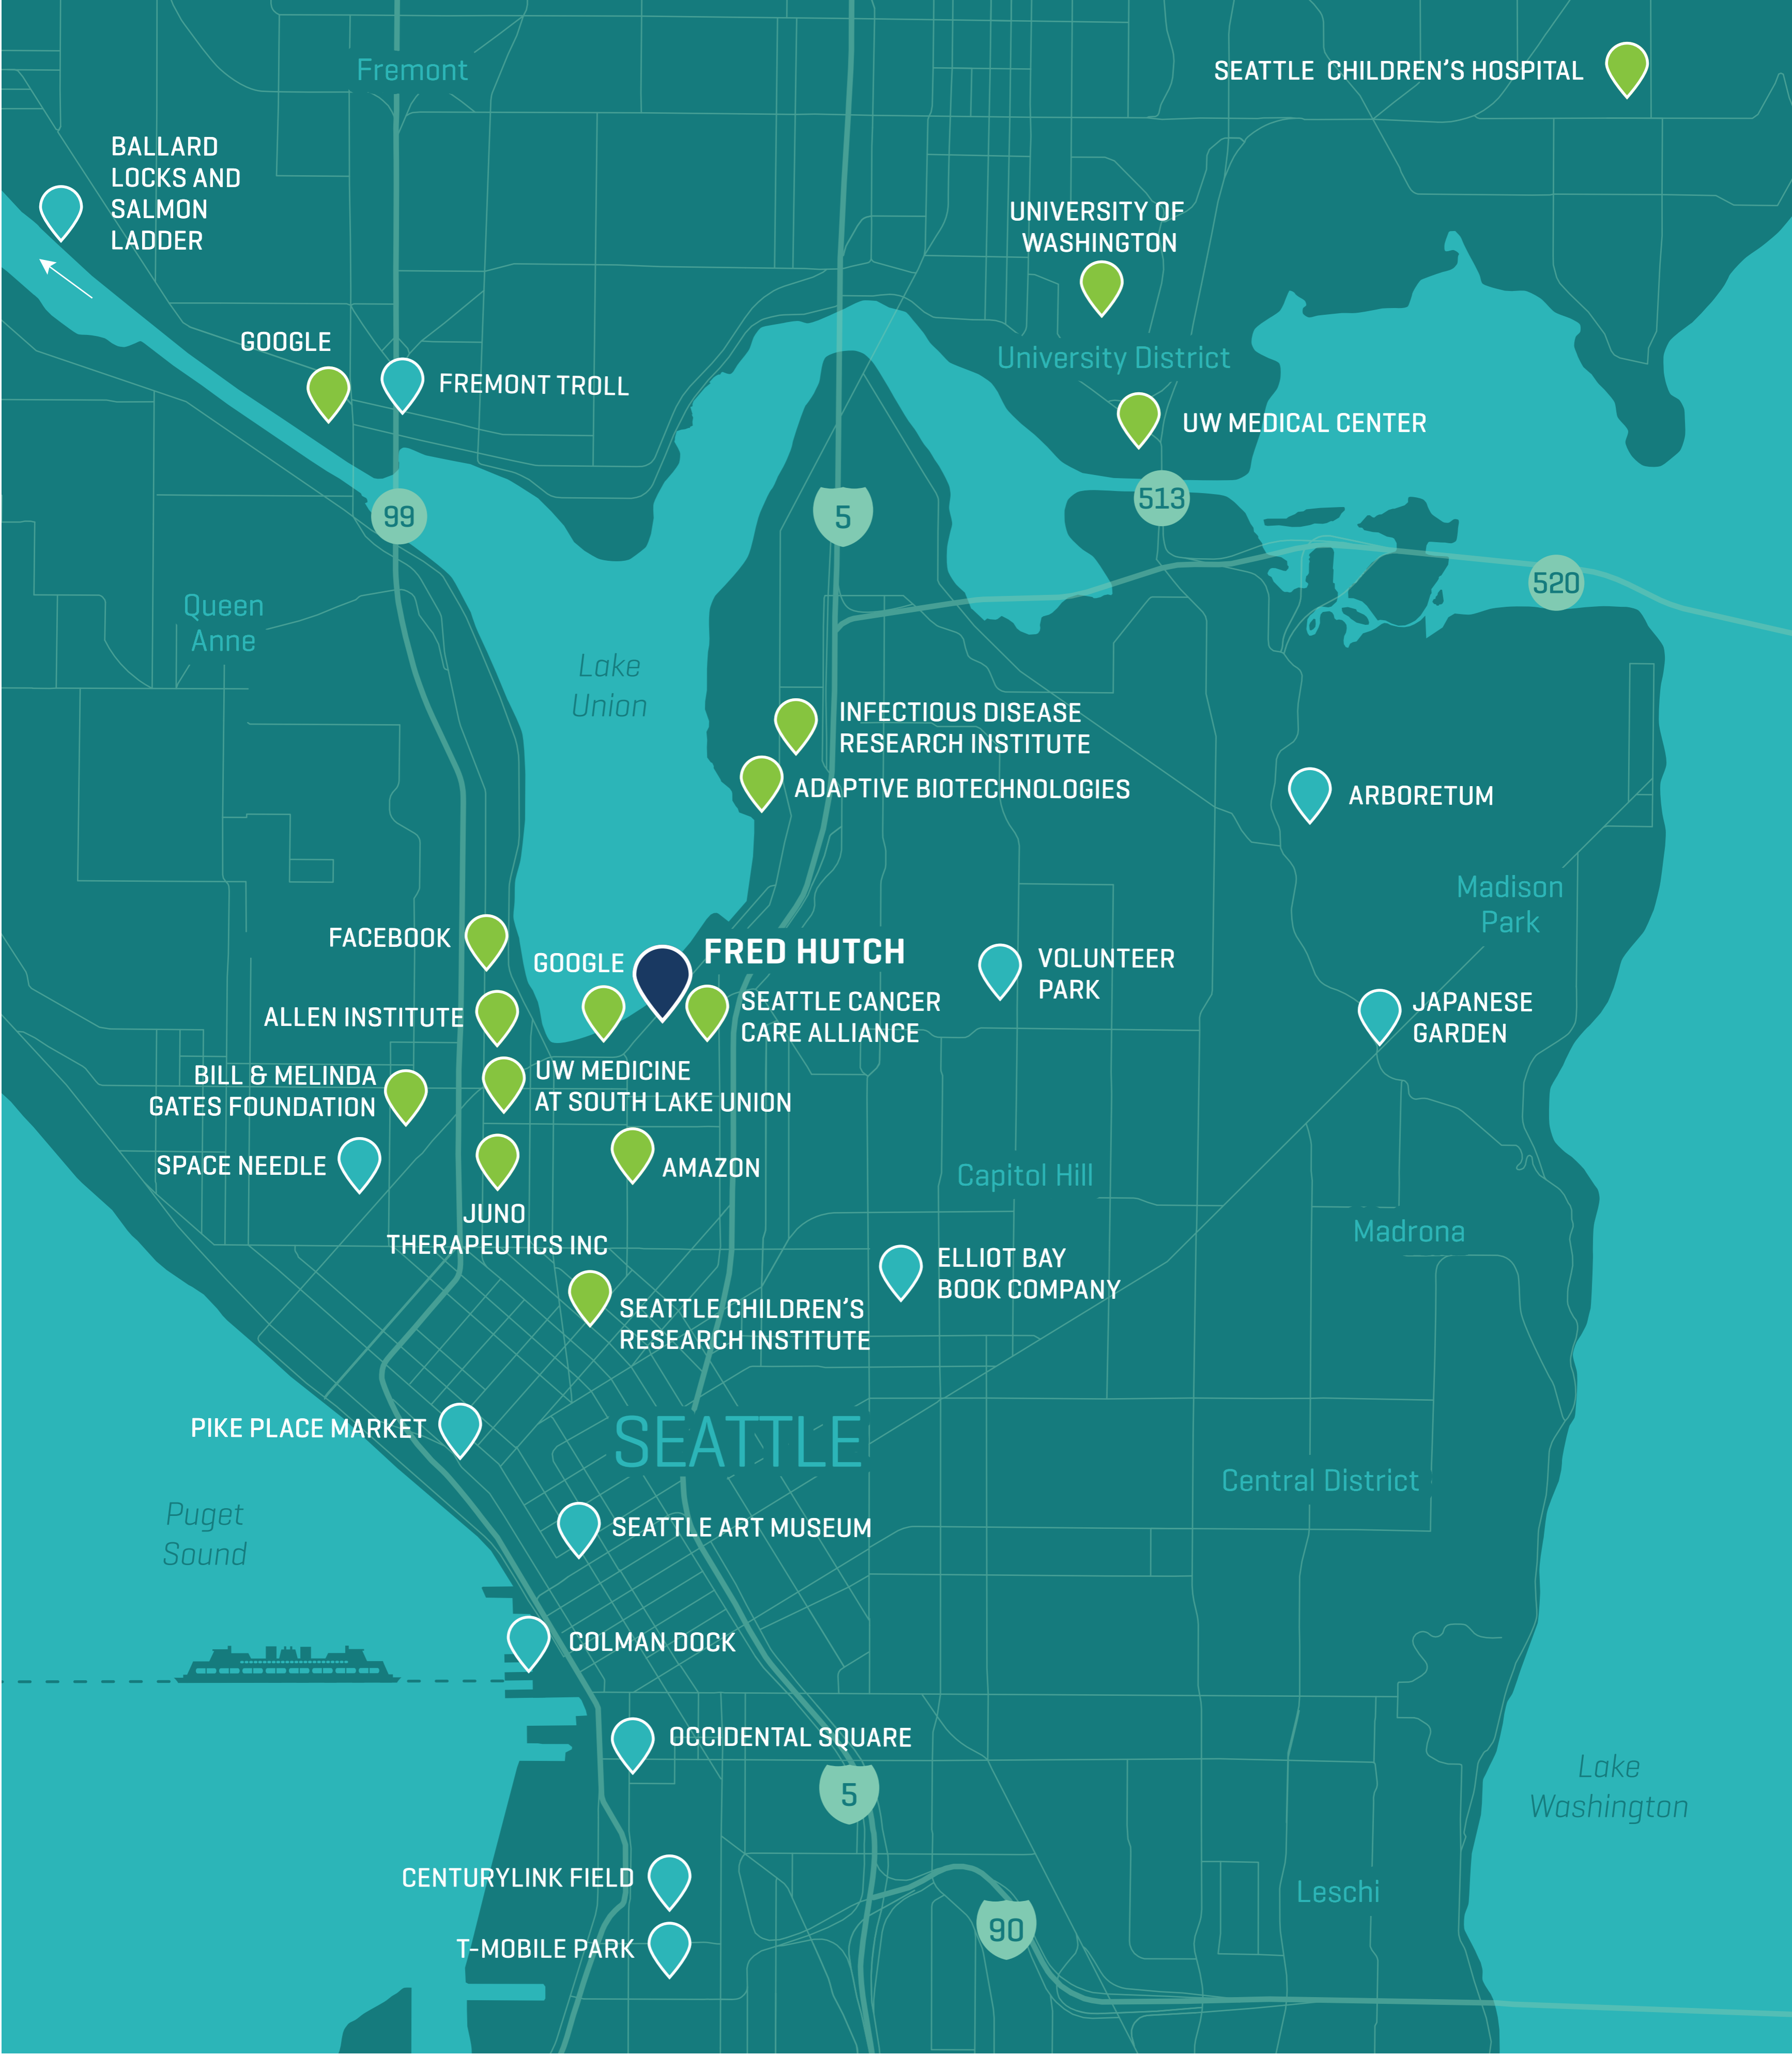 Fremont
SEATTLE CHILDREN'S HOSPITAL
BALLARD
LOCKS AND
SALMON
LADDER
UNIVERSITY OF
WASHINGTON
GOOGLE
FREMONT TROLL
University District
UW MEDICAL CENTER
99
5
513
520
Queen
Anne
Lake
Union
INFECTIOUS DISEASE
RESEARCH INSTITUTE
ADAPTIVE BIOTECHNOLOGIES
ARBORETUM
Madison
Park
FACEBOOK
GOOGLE
FRED HUTCH
VOLUNTEER
PARK
ALLEN INSTITUTE
SEATTLE CANCER
CARE ALLIANCE
JAPANESE
GARDEN
BILL & MELINDA
GATES FOUNDATION
UW MEDICINE
AT SOUTH LAKE UNION
SPACE NEEDLE
AMAZON
Capitol Hill
JUNO
THERAPEUTICS INC
Madrona
ELLIOT BAY
BOOK COMPANY
SEATTLE CHILDREN'S
RESEARCH INSTITUTE
PIKE PLACE MARKET
SEATTLE
Central District
Puget
Sound
SEATTLE ART MUSEUM
COLMAN DOCK
OCCIDENTAL SQUARE
5
Lake
Washington
CENTURYLINK FIELD
Leschi
90
T-MOBILE PARK